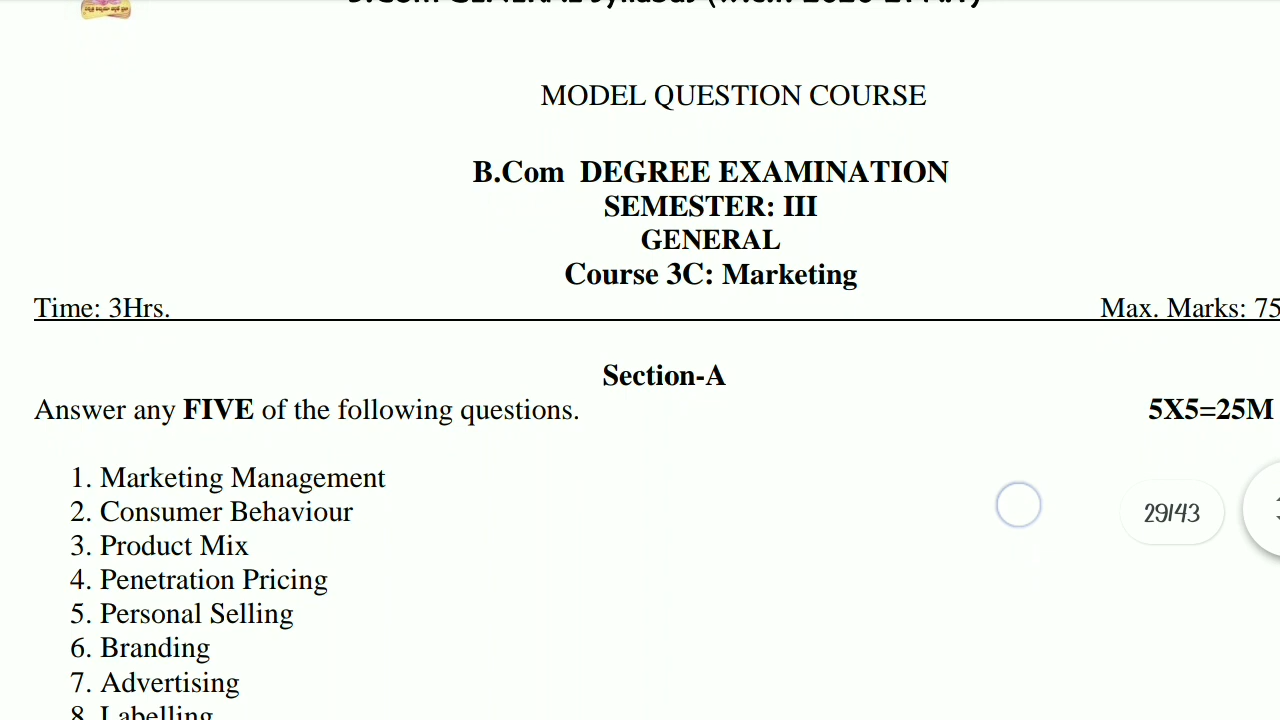 MODEL QUESTION COURSE
B.Com DEGREE EXAMINATION
SEMESTER: III
GENERAL
Course 3C: Marketing
Time: 3Hrs. Max. Marks: 75
Section-A
Answer any FIVE of the following questions. 5X5=25M
1. Marketing Management
2. Consumer Behaviour
3. Product Mix
29/43
4. Penetration Pricing
5. Personal Selling
6. Branding
7. Advertising
8. Labelling